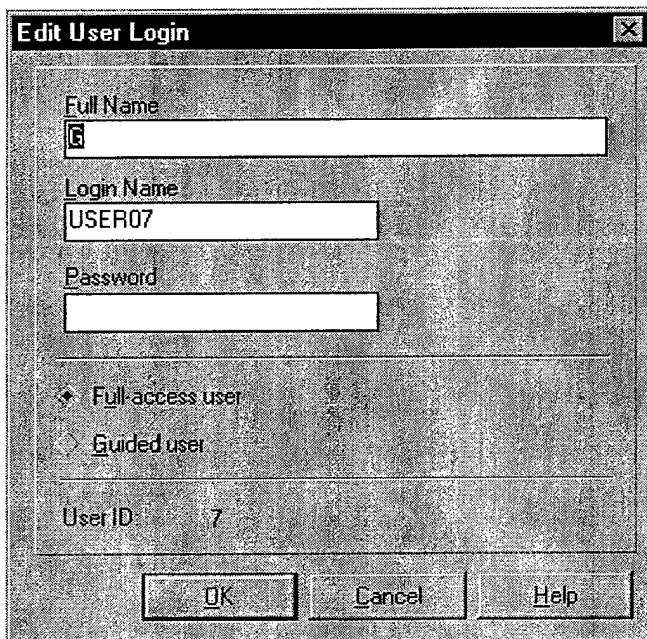 Edit User Login
Full Name
G
Login Name
USER07
Password
Full-access user
Guided user
User ID: 7
OK Cancel Help